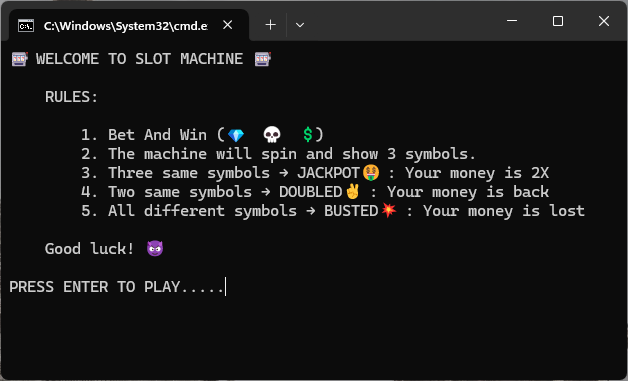 C:\Windows\System32\cmd.e
🎰 WELCOME TO SLOT MACHINE 🎰
RULES:
1. Bet And Win (💎 💀 💲)
2. The machine will spin and show 3 symbols.
3. Three same symbols → JACKPOT🤑 : Your money is 2X
4. Two same symbols → DOUBLED✌️ : Your money is back
5. All different symbols → BUSTED💥 : Your money is lost
Good luck! 😈
PRESS ENTER TO PLAY.....